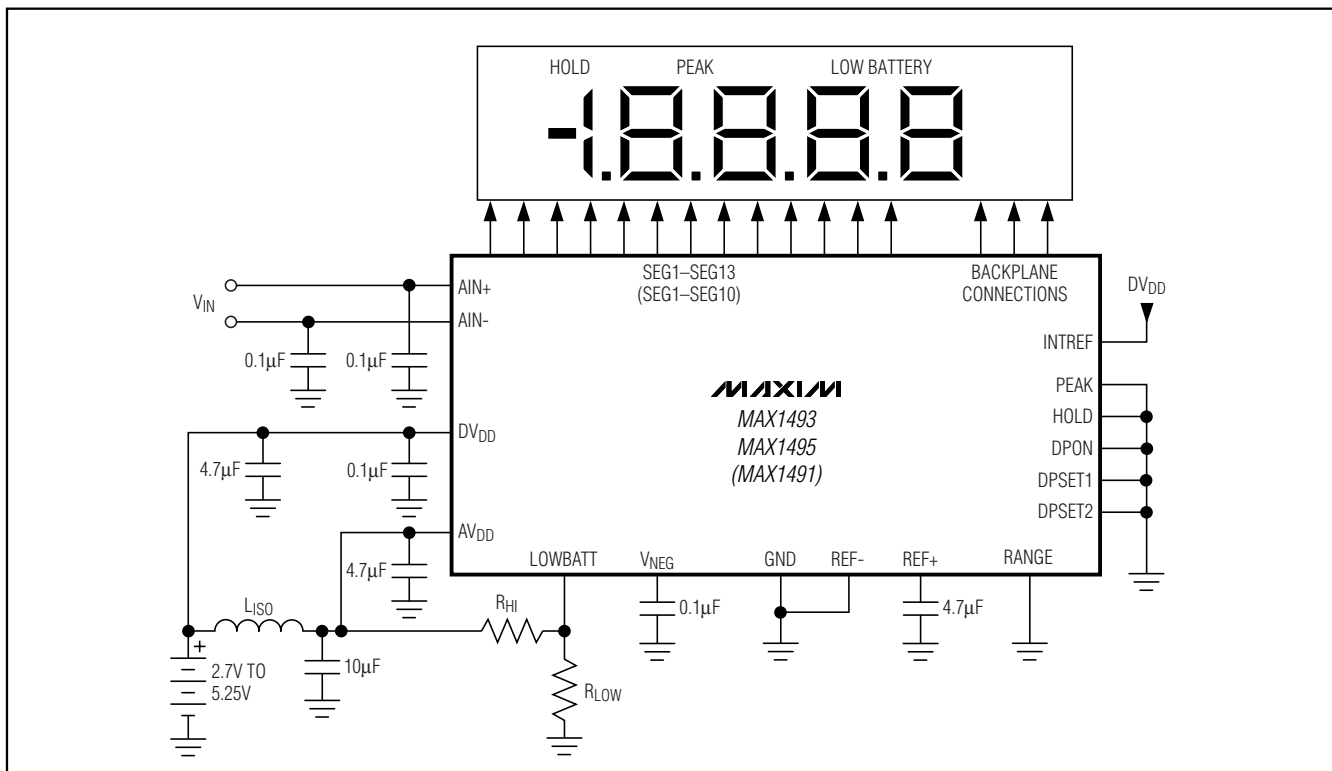 HOLD PEAK LOW BATTERY
-1.8.8.8.8
SEG1–SEG13
(SEG1–SEG10)
BACKPLANE
CONNECTIONS
DVDD
VIN
AIN+
AIN-
0.1µF
0.1µF
INTREF
PEAK
HOLD
DPON
DPSET1
DPSET2
MAXIM
MAX1493
MAX1495
(MAX1491)
DVDD
4.7µF
0.1µF
AVDD
4.7µF
LOWBATT
VNEG
GND
REF-
REF+
RANGE
0.1µF
4.7µF
LISO
RHI
+
2.7V TO
5.25V
10µF
RLOW